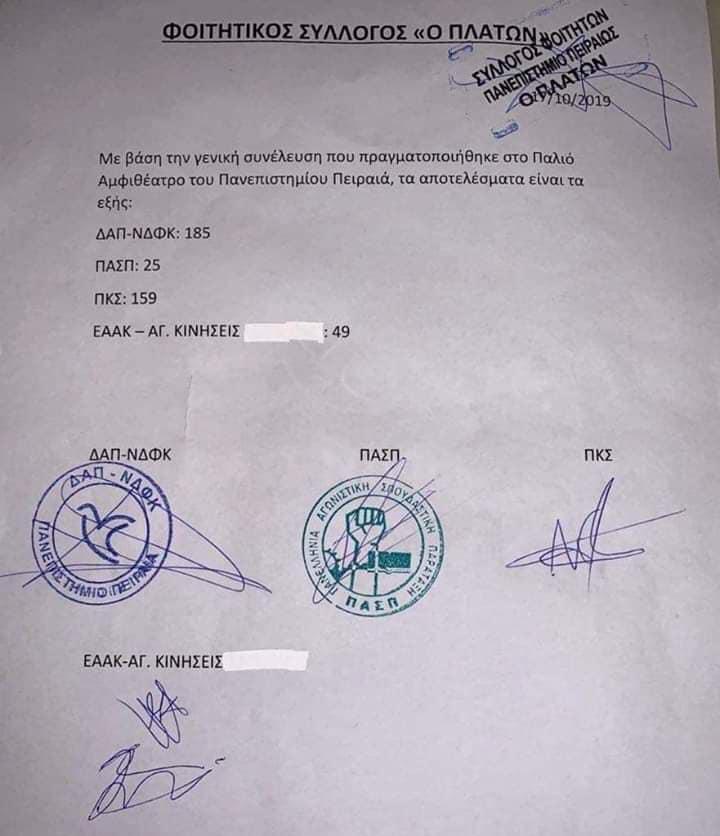 ΦΟΙΤΗΤΙΚΟΣ ΣΥΛΛΟΓΟΣ «Ο ΠΛΑΤΩΝ»
ΣΥΛΛΟΓΟΣ ΦΟΙΤΗΤΩΝ
ΠΑΝΕΠΙΣΤΗΜΙΟ ΠΕΙΡΑΙΩΣ
Ο ΠΛΑΤΩΝ
/10/2019
Με βάση την γενική συνέλευση που πραγματοποιήθηκε στο Παλιό
Αμφιθέατρο του Πανεπιστημίου Πειραιά, τα αποτελέσματα είναι τα
εξής:
ΔΑΠ-ΝΔΦΚ: 185
ΠΑΣΠ: 25
ΠΚΣ: 159
ΕΑΑΚ – ΑΓ. ΚΙΝΗΣΕΙΣ : 49
ΔΑΠ-ΝΔΦΚ ΠΑΣΠ ΠΚΣ
ΔΑΠ - ΝΔΦΚ
ΠΑΝΕΠΙΣΤΗΜΙΟ ΠΕΙΡΑΙΑ
ΠΑΝΕΛΛΗΝΙΑ ΑΓΩΝΙΣΤΙΚΗ ΣΠΟΥΔΑΣΤΙΚΗ ΠΑΡΑΤΑΞΗ
ΠΑΣΠ
ΕΑΑΚ-ΑΓ. ΚΙΝΗΣΕΙΣ